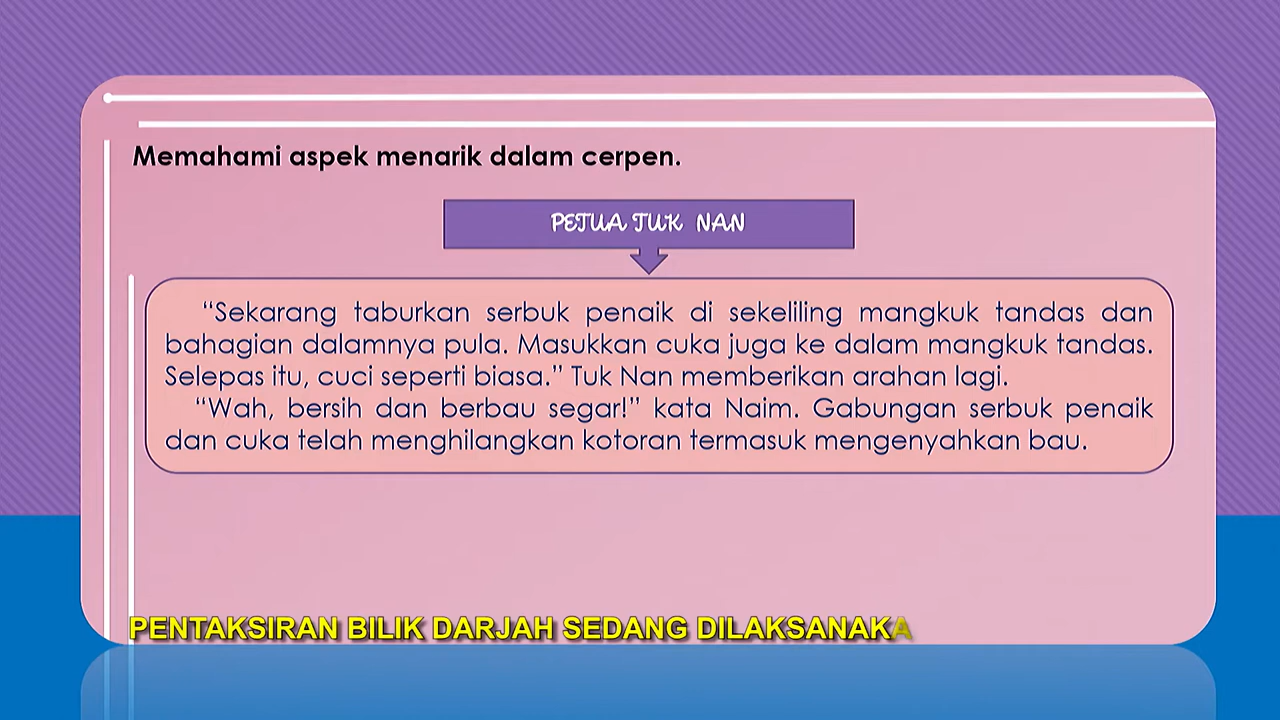 Memahami aspek menarik dalam cerpen.
PETUA TUK NAN
“Sekarang taburkan serbuk penaik di sekeliling mangkuk tandas dan
bahagian dalamnya pula. Masukkan cuka juga ke dalam mangkuk tandas.
Selepas itu, cuci seperti biasa.” Tuk Nan memberikan arahan lagi.
“Wah, bersih dan berbau segar!” kata Naim. Gabungan serbuk penaik
dan cuka telah menghilangkan kotoran termasuk mengenyahkan bau.
PENTAKSIRAN BILIK DARJAH SEDANG DILAKSANAKA